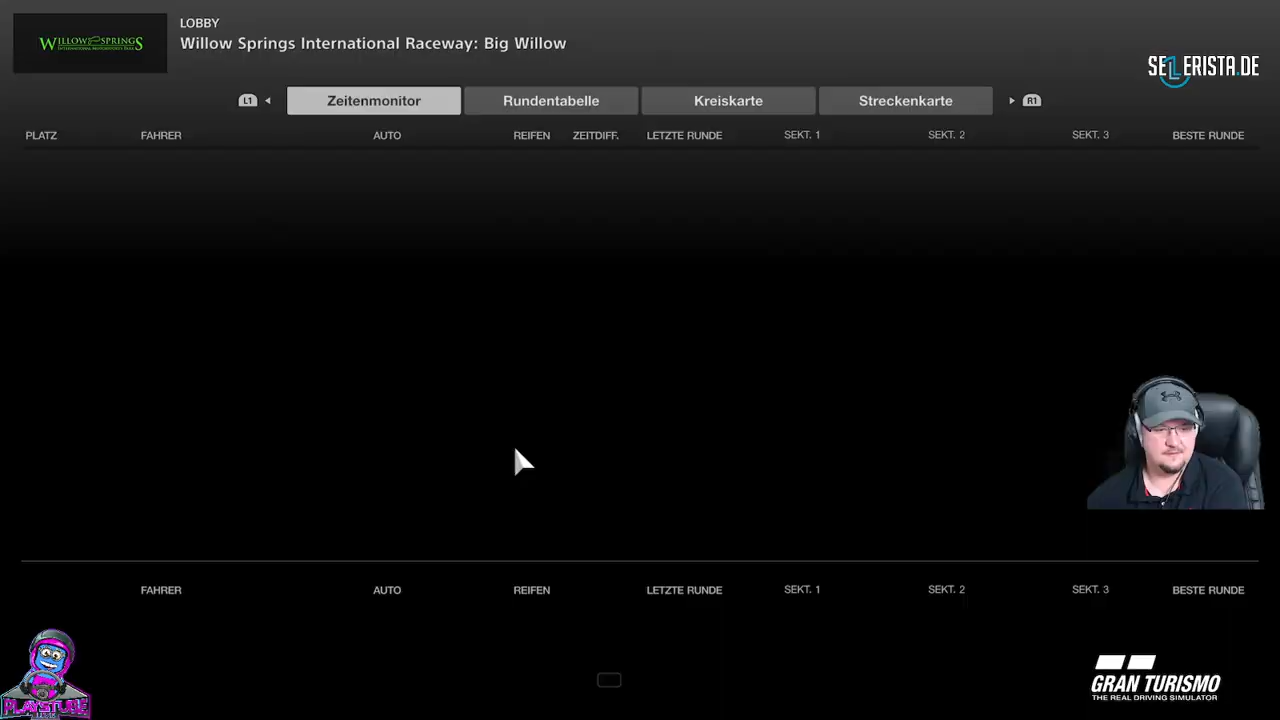 WILLOW SPRINGS
LOBBY
Willow Springs International Raceway: Big Willow
SELLERISTA.DE
L1
Zeitenmonitor
Rundentabelle
Kreiskarte
Streckenkarte
R1
PLATZ FAHRER AUTO REIFEN ZEITDIFF. LETZTE RUNDE SEKT. 1 SEKT. 2 SEKT. 3 BESTE RUNDE
FAHRER AUTO REIFEN LETZTE RUNDE SEKT. 1 SEKT. 2 SEKT. 3 BESTE RUNDE
GRAN TURISMO
THE REAL DRIVING SIMULATOR